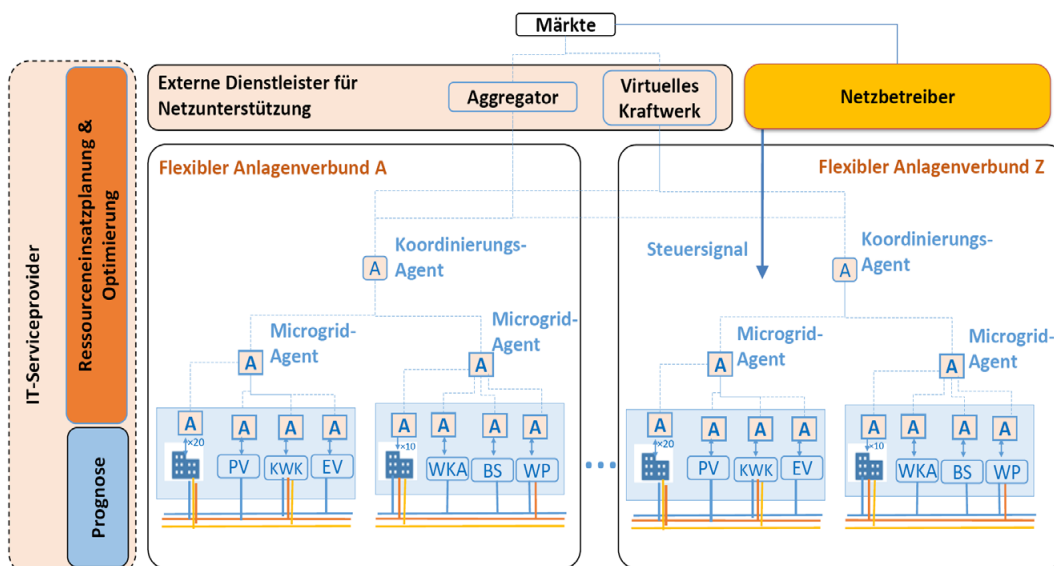 Märkte
Externe Dienstleister für
Netzunterstützung
Aggregator
Virtuelles
Kraftwerk
Netzbetreiber
IT-Serviceprovider
Ressourceneinsatzplanung &
Optimierung
Prognose
Flexibler Anlagenverbund A
Koordinierungs-
Agent
A
Microgrid-
Agent
A
Microgrid-
Agent
A
A
A
A
A
×20
PV
KWK
EV
A
A
A
A
×10
WKA
BS
WP
Flexibler Anlagenverbund Z
Steuersignal
Koordinierungs-
Agent
A
Microgrid-
Agent
A
Microgrid-
Agent
A
A
A
A
A
×20
PV
KWK
EV
A
A
A
A
×10
WKA
BS
WP